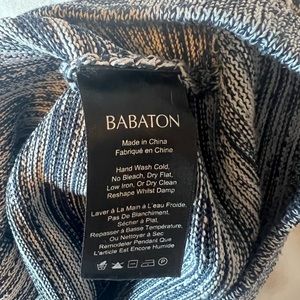 BABATON
Made in China
Fabriqué en Chine
Hand Wash Cold,
No Bleach, Dry Flat,
Low Iron, Or Dry Clean
Reshape Whilst Damp
Laver à La Main à L'eau Froide,
Pas De Blanchiment,
Sécher à Plat,
Repasser à Basse Température,
Ou Nettoyer à Sec
Remodeler Pendant Que
L'article Est Encore Humide